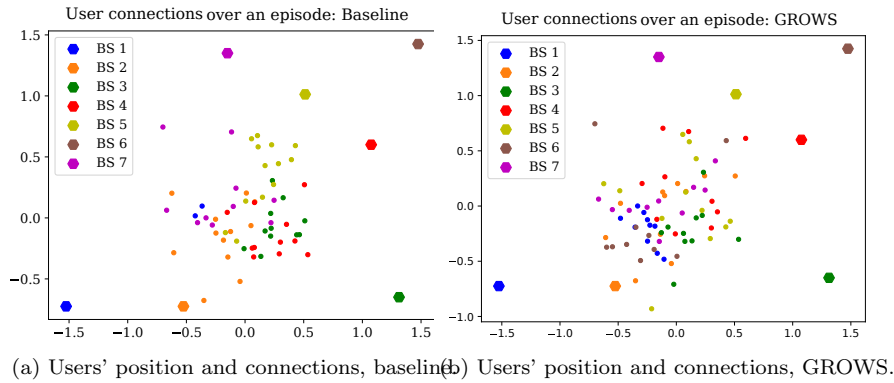 User connections over an episode: Baseline
1.5
1.0
0.5
0.0
−0.5
BS 1
BS 2
BS 3
BS 4
BS 5
BS 6
BS 7
−1.5 −1.0 −0.5 0.0 0.5 1.0 1.5
(a) Users' position and connections, baseline.
User connections over an episode: GROWS
1.5
1.0
0.5
0.0
−0.5
−1.0
BS 1
BS 2
BS 3
BS 4
BS 5
BS 6
BS 7
−1.5 −1.0 −0.5 0.0 0.5 1.0 1.5
(b) Users' position and connections, GROWS.